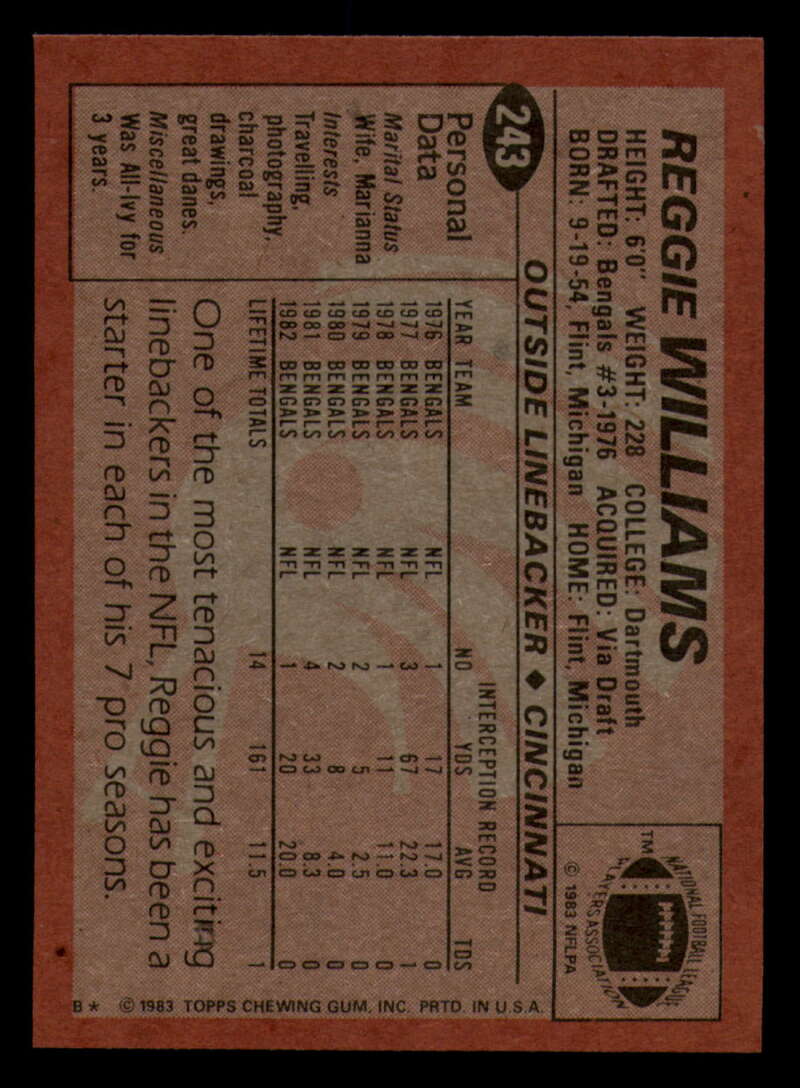 REGGIE WILLIAMS
HEIGHT: 6'0" WEIGHT: 228 COLLEGE: Dartmouth
DRAFTED: Bengals #3-1976 ACQUIRED: Via Draft
BORN: 9-19-54, Flint, Michigan HOME: Flint, Michigan
NATIONAL FOOTBALL LEAGUE
PLAYERS ASSOCIATION
TM
© 1983 NFLPA
243
OUTSIDE LINEBACKER ♦ CINCINNATI
Personal
Data
Marital Status
Wife, Marianna
Interests
Travelling,
photography,
charcoal
drawings,
great danes.
Miscellaneous
Was All-Ivy for
3 years.
INTERCEPTION RECORD
YEAR TEAM NO YDS AVG TDS
1976 BENGALS NFL 1 17 17.0 0
1977 BENGALS NFL 3 67 22.3 1
1978 BENGALS NFL 1 11 11.0 0
1979 BENGALS NFL 2 5 2.5 0
1980 BENGALS NFL 2 8 4.0 0
1981 BENGALS NFL 4 33 8.3 0
1982 BENGALS NFL 1 20 20.0 0
LIFETIME TOTALS 14 161 11.5 1
One of the most tenacious and exciting
linebackers in the NFL, Reggie has been a
starter in each of his 7 pro seasons.
B* © 1983 TOPPS CHEWING GUM, INC. PRTD. IN U.S.A.